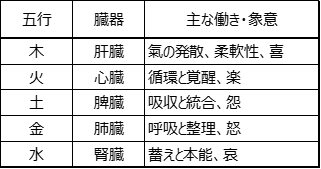 五行 臓器 主な働き・象意
木 肝臓 氣の発散、柔軟性、喜
火 心臓 循環と覚醒、楽
土 脾臓 吸収と統合、怨
金 肺臓 呼吸と整理、怒
水 腎臓 蓄えと本能、哀